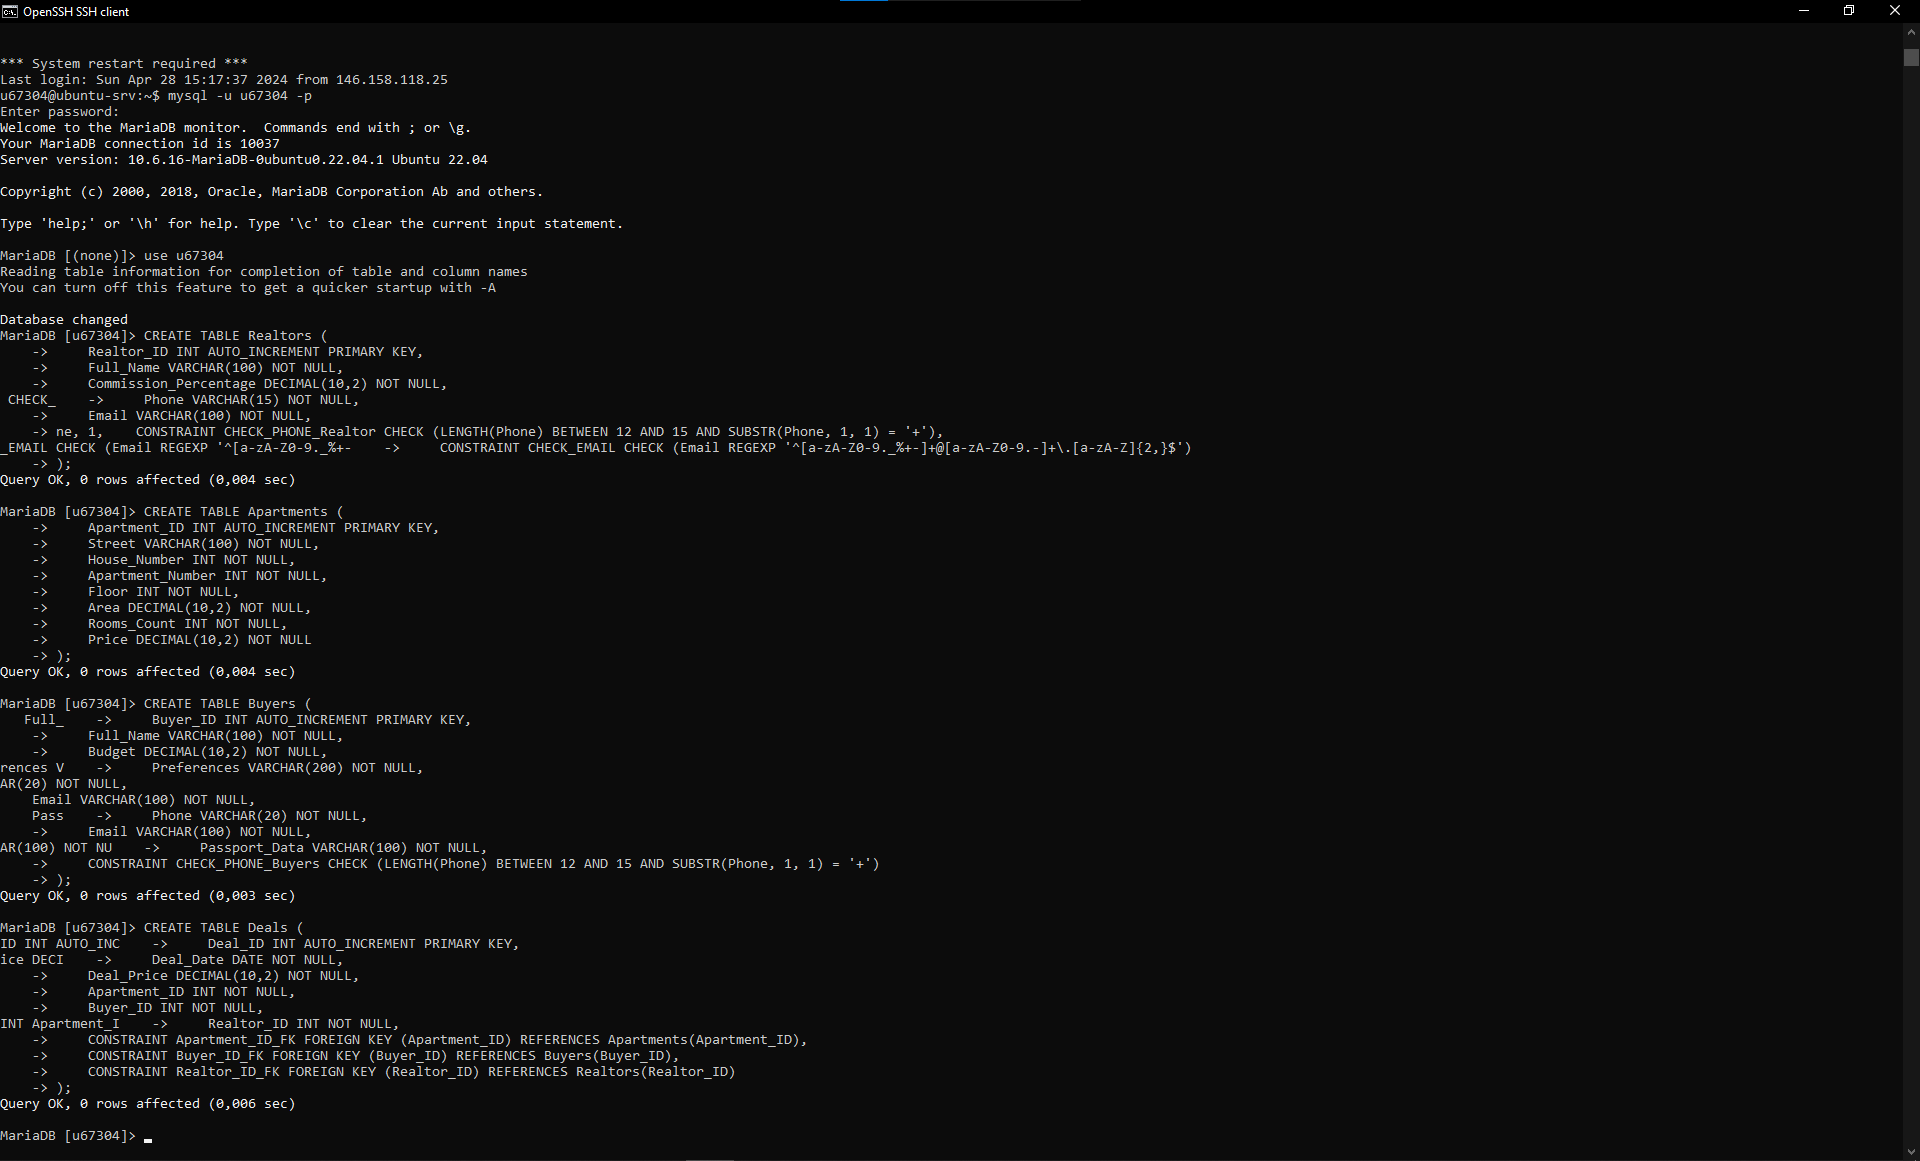 OpenSSH SSH client
*** System restart required ***
Last login: Sun Apr 28 15:17:37 2024 from 146.158.118.25
u67304@ubuntu-srv:~$ mysql -u u67304 -p
Enter password:
Welcome to the MariaDB monitor.  Commands end with ; or \g.
Your MariaDB connection id is 10037
Server version: 10.6.16-MariaDB-0ubuntu0.22.04.1 Ubuntu 22.04

Copyright (c) 2000, 2018, Oracle, MariaDB Corporation Ab and others.

Type 'help;' or '\h' for help. Type '\c' to clear the current input statement.

MariaDB [(none)]> use u67304
Reading table information for completion of table and column names
You can turn off this feature to get a quicker startup with -A

Database changed
MariaDB [u67304]> CREATE TABLE Realtors (
    ->     Realtor_ID INT AUTO_INCREMENT PRIMARY KEY,
    ->     Full_Name VARCHAR(100) NOT NULL,
    ->     Commission_Percentage DECIMAL(10,2) NOT NULL,
 CHECK_    ->     Phone VARCHAR(15) NOT NULL,
    ->     Email VARCHAR(100) NOT NULL,
    -> ne, 1,    CONSTRAINT CHECK_PHONE_Realtor CHECK (LENGTH(Phone) BETWEEN 12 AND 15 AND SUBSTR(Phone, 1, 1) = '+'),
_EMAIL CHECK (Email REGEXP '^[a-zA-Z0-9._%+-    ->     CONSTRAINT CHECK_EMAIL CHECK (Email REGEXP '^[a-zA-Z0-9._%+-]+@[a-zA-Z0-9.-]+\.[a-zA-Z]{2,}$')
    -> );
Query OK, 0 rows affected (0,004 sec)

MariaDB [u67304]> CREATE TABLE Apartments (
    ->     Apartment_ID INT AUTO_INCREMENT PRIMARY KEY,
    ->     Street VARCHAR(100) NOT NULL,
    ->     House_Number INT NOT NULL,
    ->     Apartment_Number INT NOT NULL,
    ->     Floor INT NOT NULL,
    ->     Area DECIMAL(10,2) NOT NULL,
    ->     Rooms_Count INT NOT NULL,
    ->     Price DECIMAL(10,2) NOT NULL
    -> );
Query OK, 0 rows affected (0,004 sec)

MariaDB [u67304]> CREATE TABLE Buyers (
   Full_    ->     Buyer_ID INT AUTO_INCREMENT PRIMARY KEY,
    ->     Full_Name VARCHAR(100) NOT NULL,
    ->     Budget DECIMAL(10,2) NOT NULL,
rences V    ->     Preferences VARCHAR(200) NOT NULL,
AR(20) NOT NULL,
    Email VARCHAR(100) NOT NULL,
    Pass    ->     Phone VARCHAR(20) NOT NULL,
    ->     Email VARCHAR(100) NOT NULL,
AR(100) NOT NU    ->     Passport_Data VARCHAR(100) NOT NULL,
    ->     CONSTRAINT CHECK_PHONE_Buyers CHECK (LENGTH(Phone) BETWEEN 12 AND 15 AND SUBSTR(Phone, 1, 1) = '+')
    -> );
Query OK, 0 rows affected (0,003 sec)

MariaDB [u67304]> CREATE TABLE Deals (
ID INT AUTO_INC    ->     Deal_ID INT AUTO_INCREMENT PRIMARY KEY,
ice DECI    ->     Deal_Date DATE NOT NULL,
    ->     Deal_Price DECIMAL(10,2) NOT NULL,
    ->     Apartment_ID INT NOT NULL,
    ->     Buyer_ID INT NOT NULL,
INT Apartment_I    ->     Realtor_ID INT NOT NULL,
    ->     CONSTRAINT Apartment_ID_FK FOREIGN KEY (Apartment_ID) REFERENCES Apartments(Apartment_ID),
    ->     CONSTRAINT Buyer_ID_FK FOREIGN KEY (Buyer_ID) REFERENCES Buyers(Buyer_ID),
    ->     CONSTRAINT Realtor_ID_FK FOREIGN KEY (Realtor_ID) REFERENCES Realtors(Realtor_ID)
    -> );
Query OK, 0 rows affected (0,006 sec)

MariaDB [u67304]>